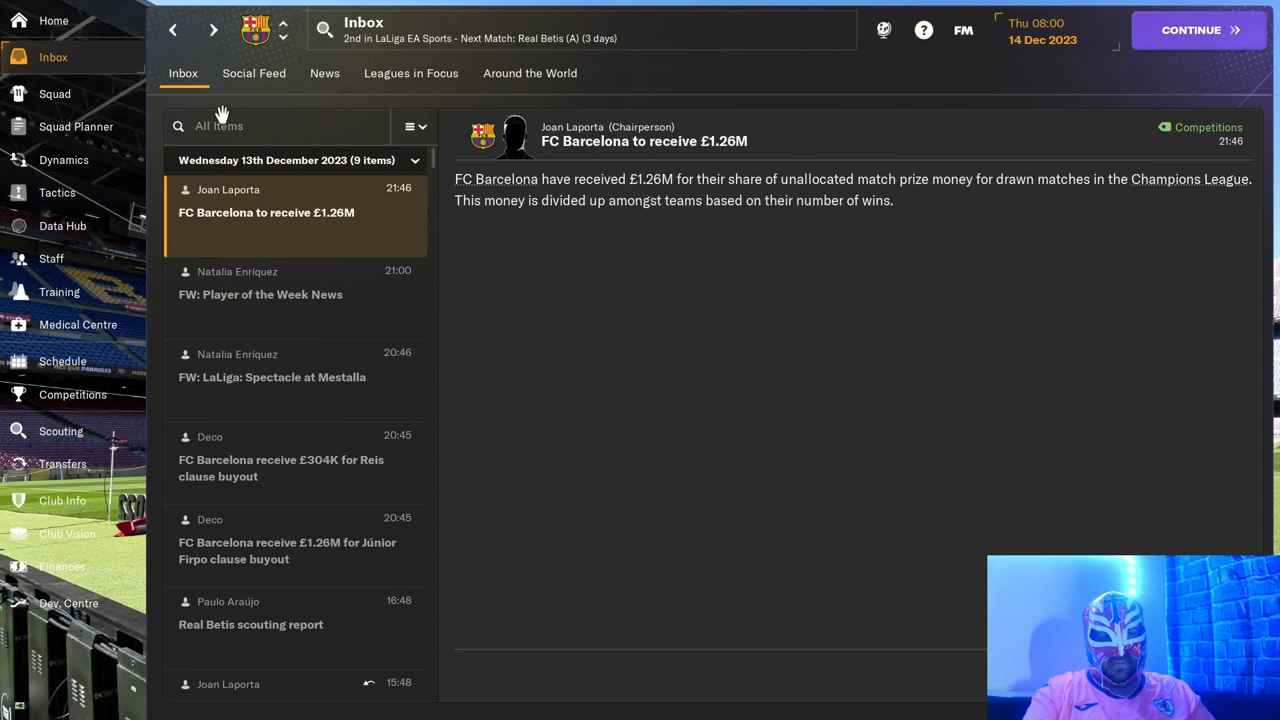 Home
Inbox
Squad
Squad Planner
Dynamics
Tactics
Data Hub
Staff
Training
Medical Centre
Schedule
Competitions
Scouting
Transfers
Club Info
Club Vision
Finances
Dev. Centre
Inbox
2nd in LaLiga EA Sports - Next Match: Real Betis (A) (3 days)
?
FM
Thu 08:00
14 Dec 2023
CONTINUE
Inbox
Social Feed
News
Leagues in Focus
Around the World
All Items
Wednesday 13th December 2023 (9 items)
Joan Laporta
21:46
FC Barcelona to receive £1.26M
Natalia Enríquez
21:00
FW: Player of the Week News
Natalia Enríquez
20:46
FW: LaLiga: Spectacle at Mestalla
Deco
20:45
FC Barcelona receive £304K for Reis
clause buyout
Deco
20:45
FC Barcelona receive £1.26M for Júnior
Firpo clause buyout
Paulo Araújo
16:48
Real Betis scouting report
Joan Laporta
15:48
Joan Laporta (Chairperson)
FC Barcelona to receive £1.26M
Competitions
21:46
FC Barcelona have received £1.26M for their share of unallocated match prize money for drawn matches in the Champions League.
This money is divided up amongst teams based on their number of wins.